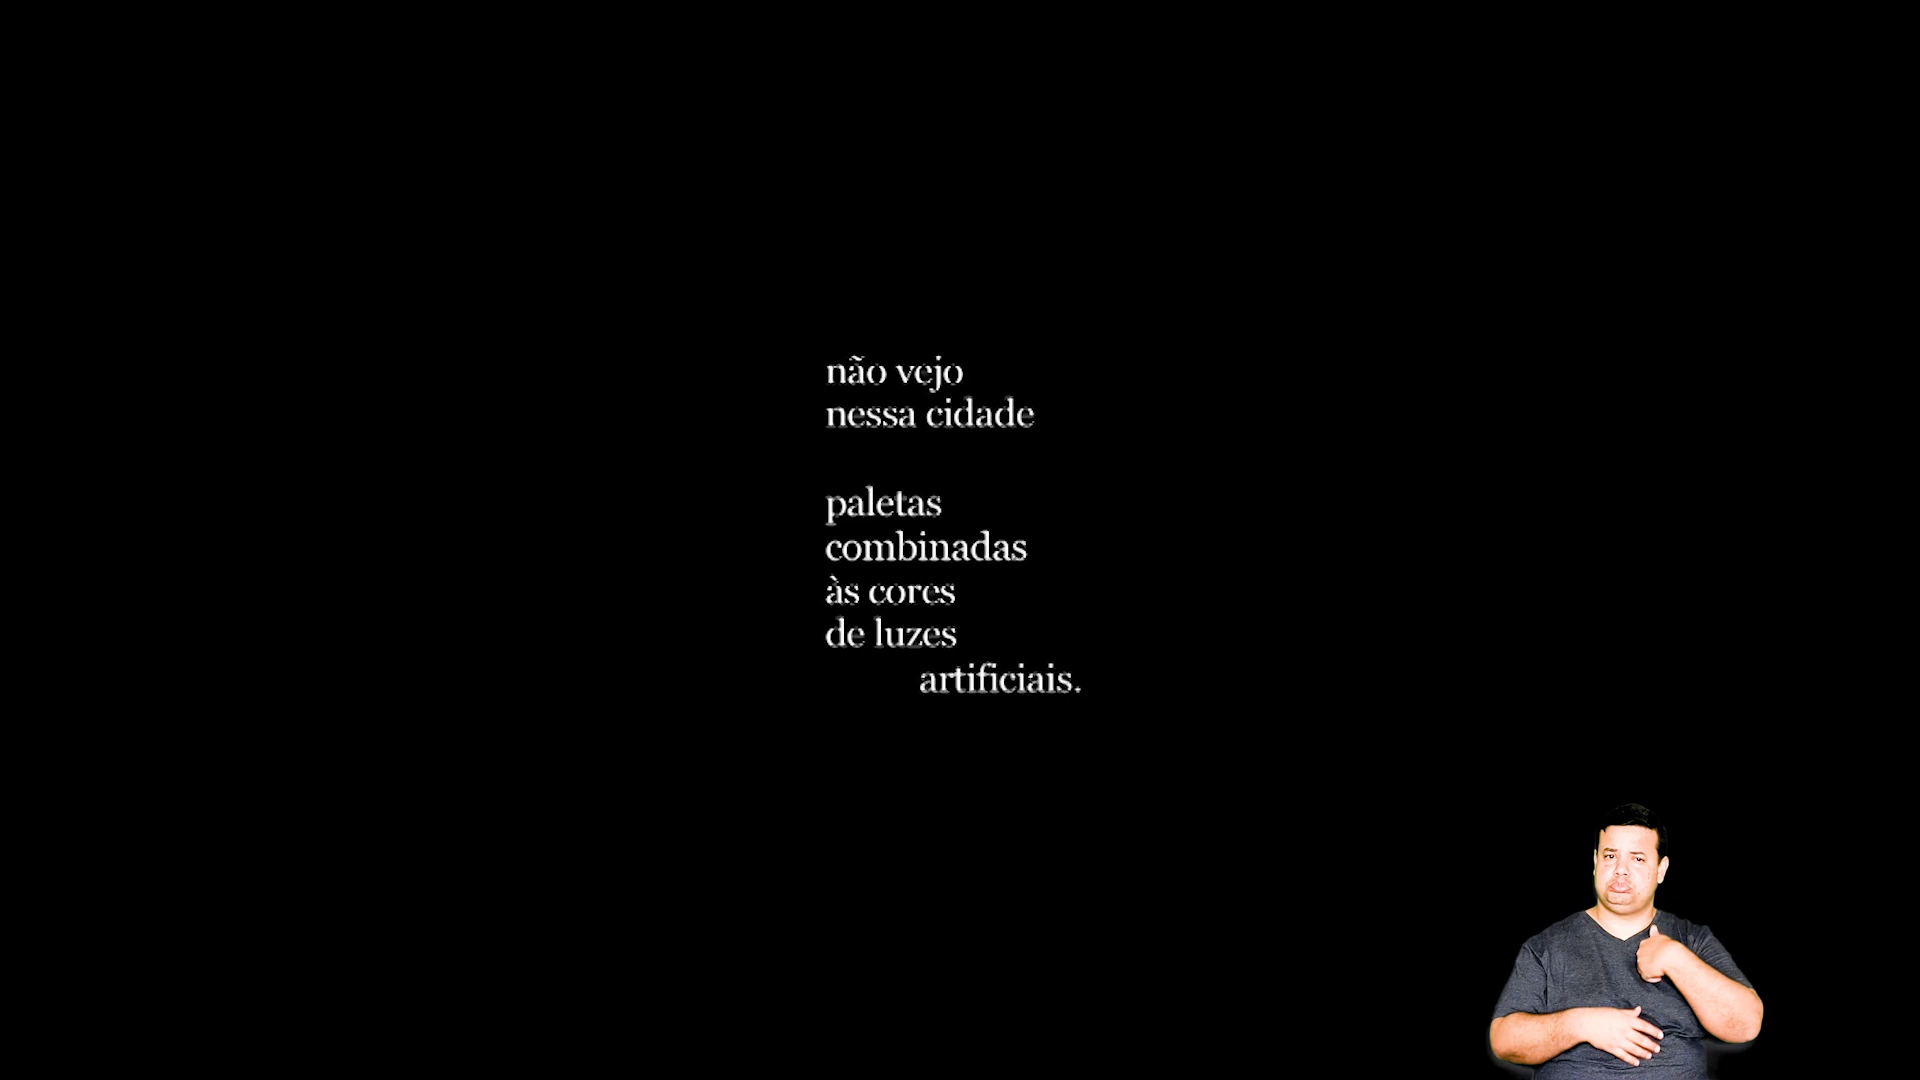 não vejo
nessa cidade
paletas
combinadas
às cores
de luzes
artificiais.